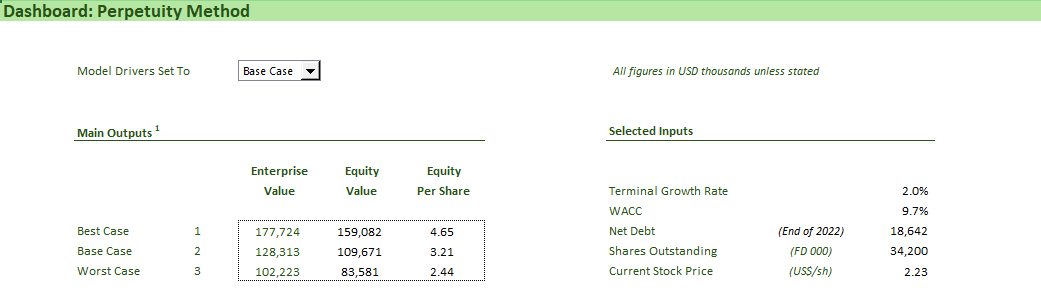 Dashboard: Perpetuity Method
Model Drivers Set To Base Case All figures in USD thousands unless stated
Main Outputs 1 Selected Inputs
Enterprise Equity Equity
Value Value Per Share Terminal Growth Rate 2.0%
WACC 9.7%
Best Case 1 177,724 159,082 4.65 Net Debt (End of 2022) 18,642
Base Case 2 128,313 109,671 3.21 Shares Outstanding (FD 000) 34,200
Worst Case 3 102,223 83,581 2.44 Current Stock Price (US$/sh) 2.23